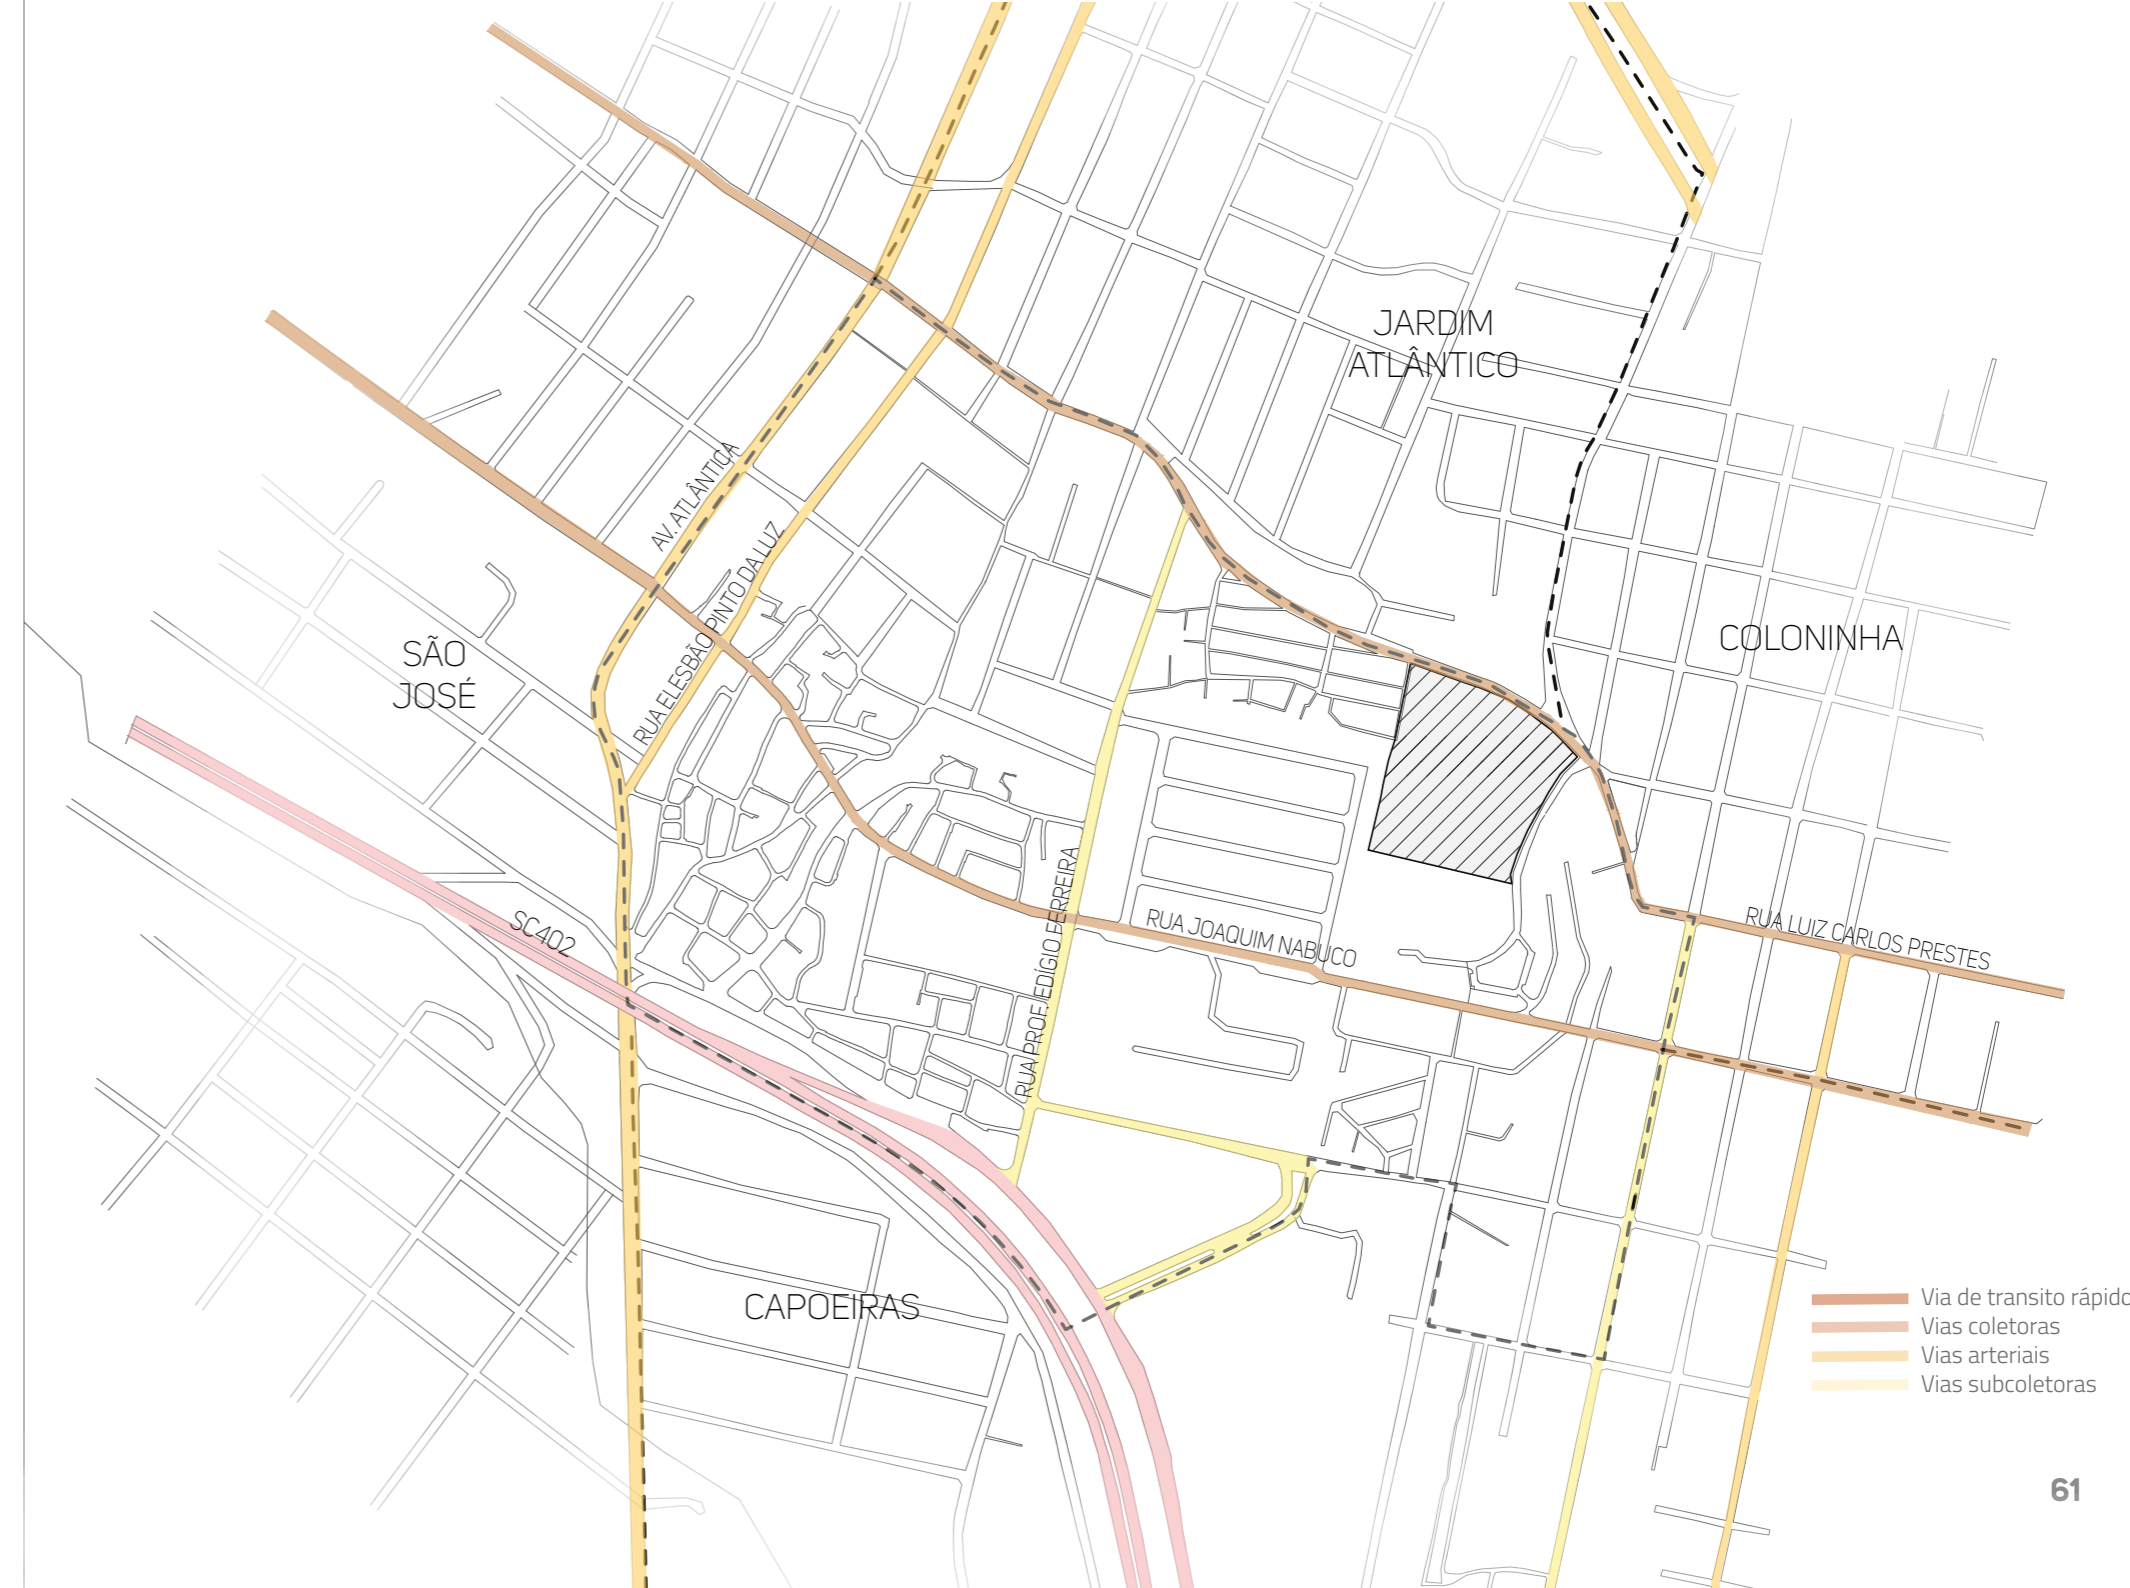 JARDIM
ATLÂNTICO
AV. ATLÂNTICA
RUA ELESBÃO PINTO DA LUZ
SÃO
JOSÉ
COLONINHA
SC402
RUA PROF. EDÍGIO FERREIRA
RUA JOAQUIM NABUCO
RUA LUIZ CARLOS PRESTES
CAPOEIRAS
Via de transito rápido
Vias coletoras
Vias arteriais
Vias subcoletoras
61